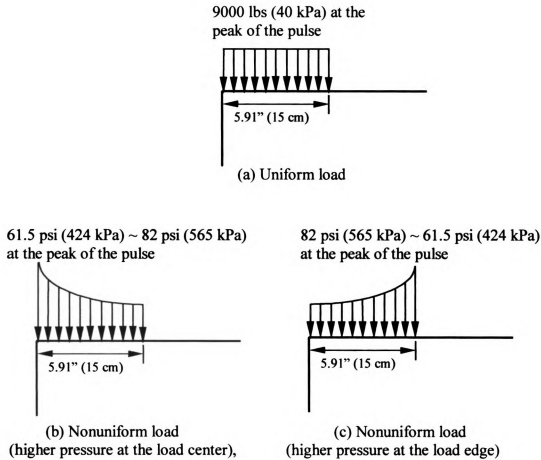 9000 lbs (40 kPa) at the
peak of the pulse
5.91” (15 cm)
(a) Uniform load
61.5 psi (424 kPa) ~ 82 psi (565 kPa)
at the peak of the pulse
5.91” (15 cm)
(b) Nonuniform load
(higher pressure at the load center),
82 psi (565 kPa) ~ 61.5 psi (424 kPa)
at the peak of the pulse
5.91” (15 cm)
(c) Nonuniform load
(higher pressure at the load edge)